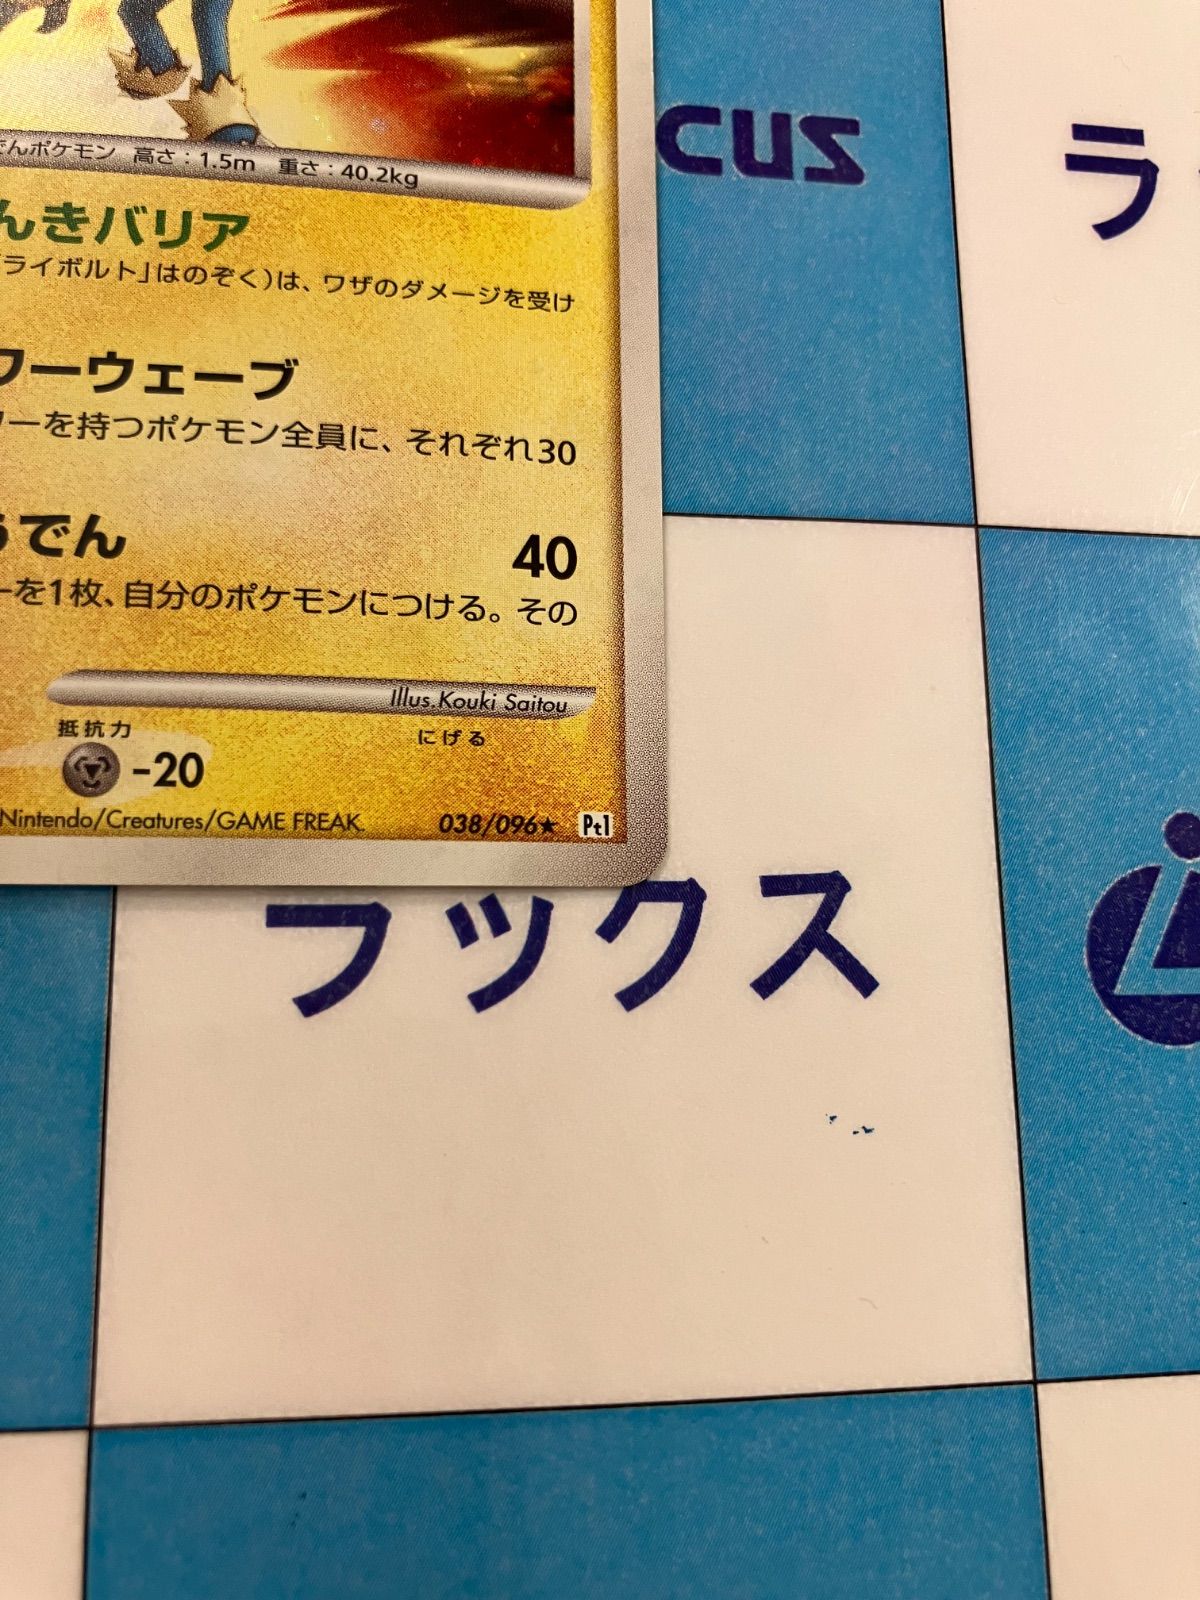 でんポケモン 高さ：1.5m 重さ：40.2kg
んきバリア
ライボルト」はのぞく)は、ワザのダメージを受け
ワーウェーブ
ーを持つポケモン全員に、それぞれ30
うでん 40
ーを1枚、自分のポケモンにつける。その
Illus.Kouki Saitou
抵抗力 にげる
-20
Nintendo/Creatures/GAME FREAK.
038/096★ Pt1
cus
ラ
フックス